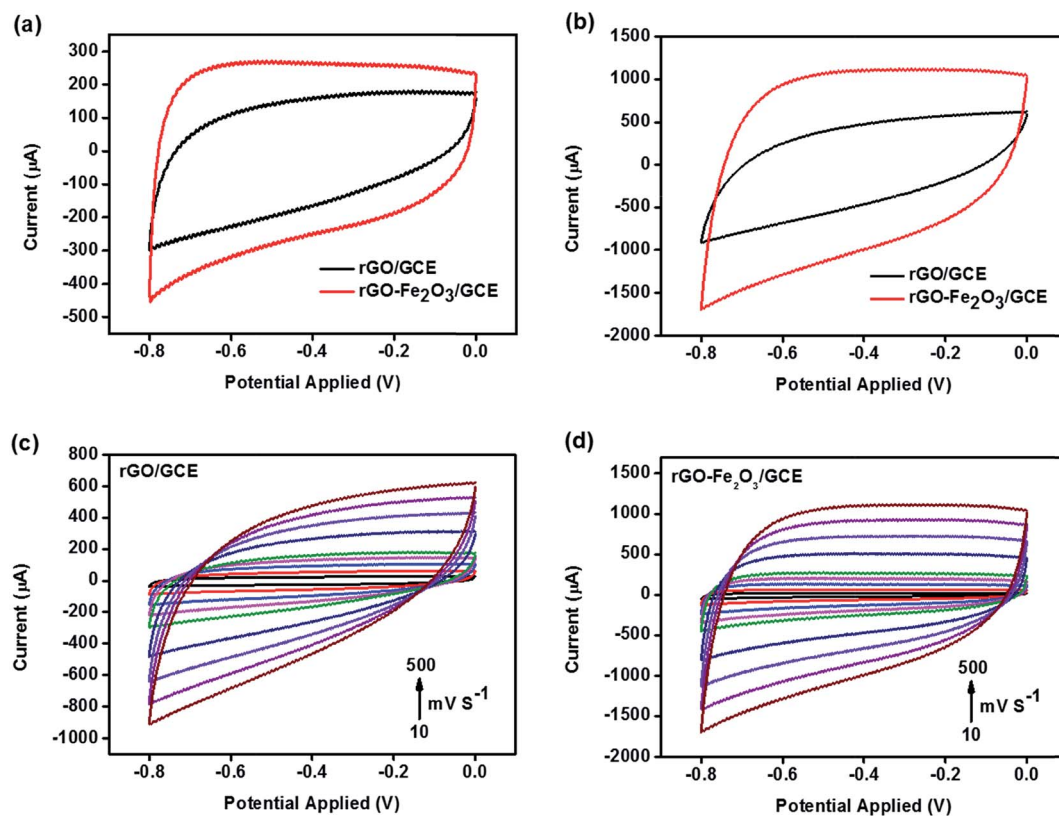 (a)
300
200
100
0
-100
-200
-300
-400
-500
Current (µA)
rGO/GCE
rGO-Fe₂O₃/GCE
-0.8
-0.6
-0.4
-0.2
0.0
Potential Applied (V)
(b)
1500
1000
500
0
-500
-1000
-1500
-2000
Current (µA)
rGO/GCE
rGO-Fe₂O₃/GCE
-0.8
-0.6
-0.4
-0.2
0.0
Potential Applied (V)
(c)
800
600
400
200
0
-200
-400
-600
-800
-1000
Current (µA)
rGO/GCE
500
mV S⁻¹
10
-0.8
-0.6
-0.4
-0.2
0.0
Potential Applied (V)
(d)
1500
1000
500
0
-500
-1000
-1500
-2000
Current (µA)
rGO-Fe₂O₃/GCE
500
mV S⁻¹
10
-0.8
-0.6
-0.4
-0.2
0.0
Potential Applied (V)